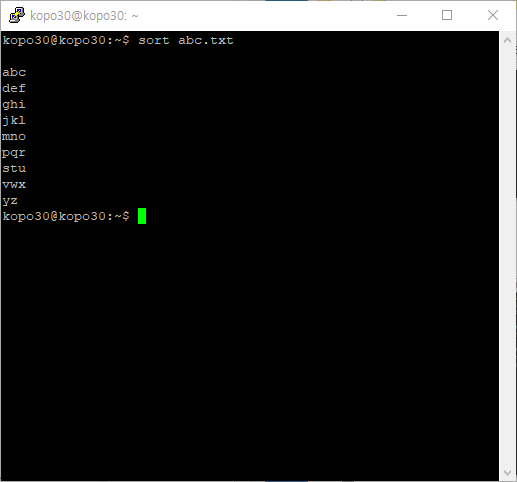 kopo30@kopo30: ~
kopo30@kopo30:~$ sort abc.txt
abc
def
ghi
jkl
mno
pqr
stu
vwx
yz
kopo30@kopo30:~$